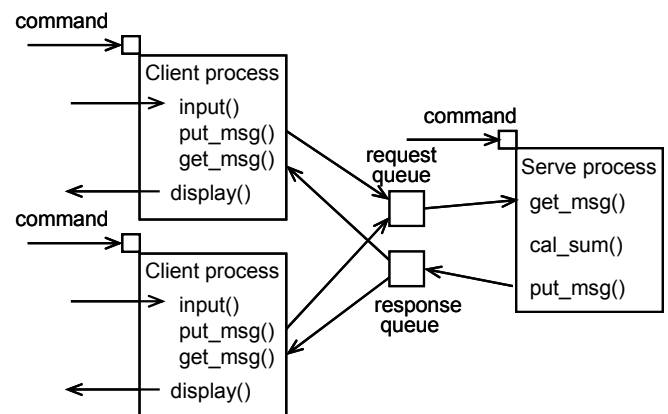 command
Client process
input()
put_msg()
get_msg()
display()
command
Client process
input()
put_msg()
get_msg()
display()
request
queue
response
queue
command
Serve process
get_msg()
cal_sum()
put_msg()